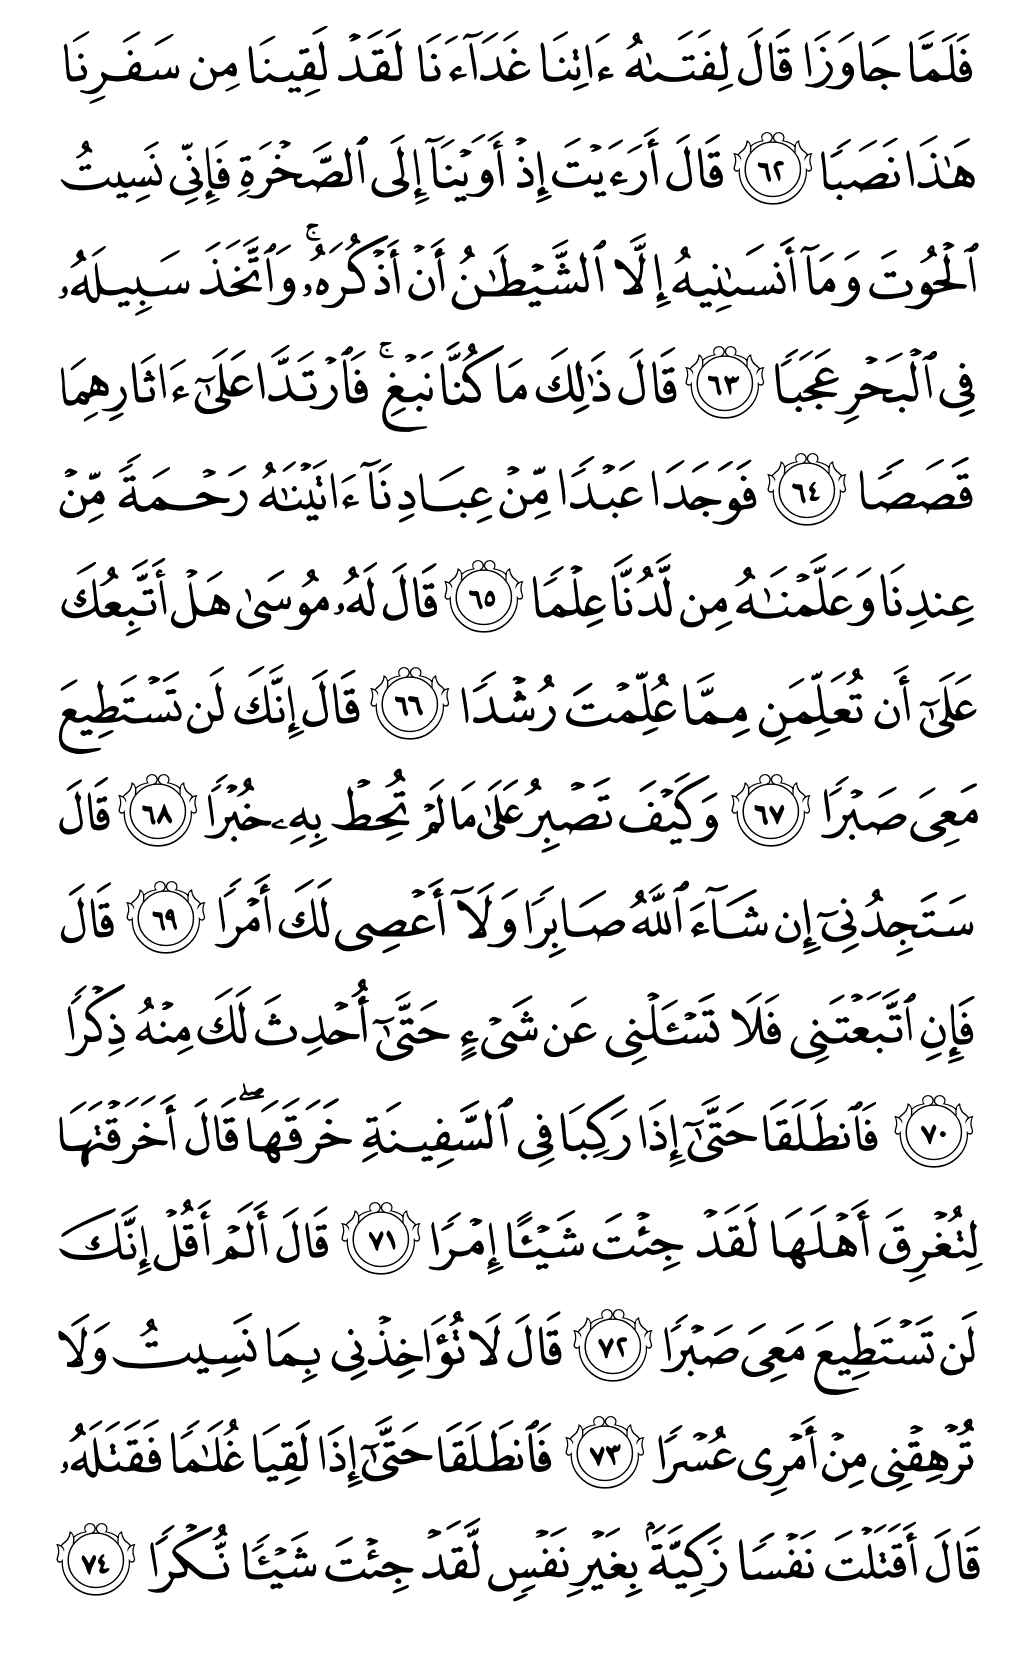 فَلَمَّا جَاوَزَا قَالَ لِفَتَىٰهُ ءَاتِنَا غَدَآءَنَا لَقَدۡ لَقِينَا مِن سَفَرِنَا
هَٰذَا نَصَبٗا ٦٢ قَالَ أَرَءَيۡتَ إِذۡ أَوَيۡنَآ إِلَى ٱلصَّخۡرَةِ فَإِنِّي نَسِيتُ
ٱلۡحُوتَ وَمَآ أَنسَىٰنِيهُ إِلَّا ٱلشَّيۡطَٰنُ أَنۡ أَذۡكُرَهُۥۚ وَٱتَّخَذَ سَبِيلَهُۥ
فِي ٱلۡبَحۡرِ عَجَبٗا ٦٣ قَالَ ذَٰلِكَ مَا كُنَّا نَبۡغِۚ فَٱرۡتَدَّا عَلَىٰٓ ءَاثَارِهِمَا
قَصَصٗا ٦٤ فَوَجَدَا عَبۡدٗا مِّنۡ عِبَادِنَآ ءَاتَيۡنَٰهُ رَحۡمَةٗ مِّنۡ
عِندِنَا وَعَلَّمۡنَٰهُ مِن لَّدُنَّا عِلۡمٗا ٦٥ قَالَ لَهُۥ مُوسَىٰ هَلۡ أَتَّبِعُكَ
عَلَىٰٓ أَن تُعَلِّمَنِ مِمَّا عُلِّمۡتَ رُشۡدٗا ٦٦ قَالَ إِنَّكَ لَن تَسۡتَطِيعَ
مَعِيَ صَبۡرٗا ٦٧ وَكَيۡفَ تَصۡبِرُ عَلَىٰ مَا لَمۡ تُحِطۡ بِهِۦ خُبۡرٗا ٦٨ قَالَ
سَتَجِدُنِيٓ إِن شَآءَ ٱللَّهُ صَابِرٗا وَلَآ أَعۡصِي لَكَ أَمۡرٗا ٦٩ قَالَ
فَإِنِ ٱتَّبَعۡتَنِي فَلَا تَسۡـَٔلۡنِي عَن شَيۡءٍ حَتَّىٰٓ أُحۡدِثَ لَكَ مِنۡهُ ذِكۡرٗا
٧٠ فَٱنطَلَقَا حَتَّىٰٓ إِذَا رَكِبَا فِي ٱلسَّفِينَةِ خَرَقَهَاۖ قَالَ أَخَرَقۡتَهَا
لِتُغۡرِقَ أَهۡلَهَا لَقَدۡ جِئۡتَ شَيۡـًٔا إِمۡرٗا ٧١ قَالَ أَلَمۡ أَقُلۡ إِنَّكَ
لَن تَسۡتَطِيعَ مَعِيَ صَبۡرٗا ٧٢ قَالَ لَا تُؤَاخِذۡنِي بِمَا نَسِيتُ وَلَا
تُرۡهِقۡنِي مِنۡ أَمۡرِي عُسۡرٗا ٧٣ فَٱنطَلَقَا حَتَّىٰٓ إِذَا لَقِيَا غُلَٰمٗا فَقَتَلَهُۥ
قَالَ أَقَتَلۡتَ نَفۡسٗا زَكِيَّةَۢ بِغَيۡرِ نَفۡسٖ لَّقَدۡ جِئۡتَ شَيۡـٔٗا نُّكۡرٗا ٧٤